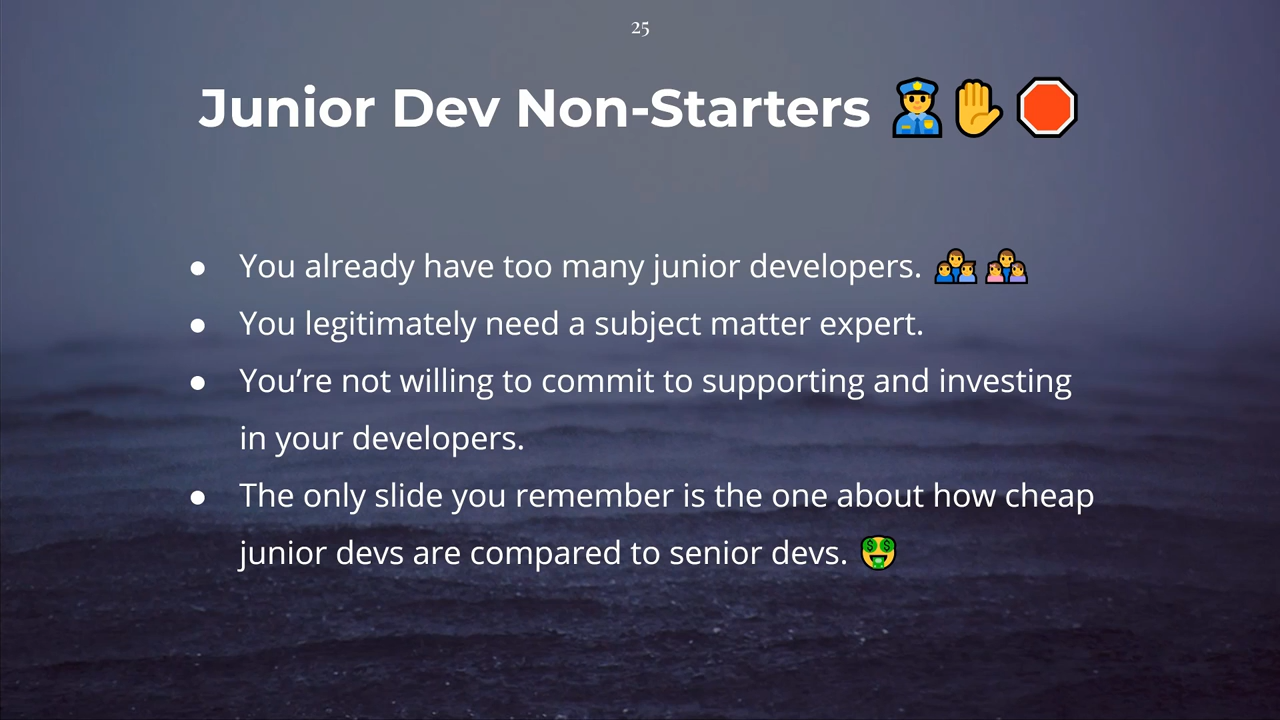 25
Junior Dev Non-Starters 👮✋🛑
● You already have too many junior developers. 👨‍👦‍👦 👩‍👧‍👧
● You legitimately need a subject matter expert.
● You’re not willing to commit to supporting and investing
in your developers.
● The only slide you remember is the one about how cheap
junior devs are compared to senior devs. 🤑